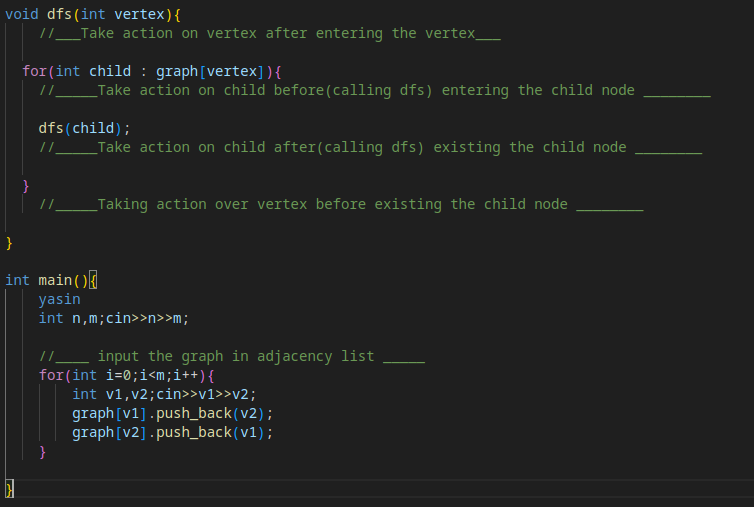 void dfs(int vertex){
//___Take action on vertex after entering the vertex___
for(int child : graph[vertex]){
//_____Take action on child before(calling dfs) entering the child node ________
dfs(child);
//_____Take action on child after(calling dfs) existing the child node ________
}
//_____Taking action over vertex before existing the child node ________
}
int main(){
yasin
int n,m;cin>>n>>m;
//____ input the graph in adjacency list _____
for(int i=0;i<m;i++){
int v1,v2;cin>>v1>>v2;
graph[v1].push_back(v2);
graph[v2].push_back(v1);
}
}